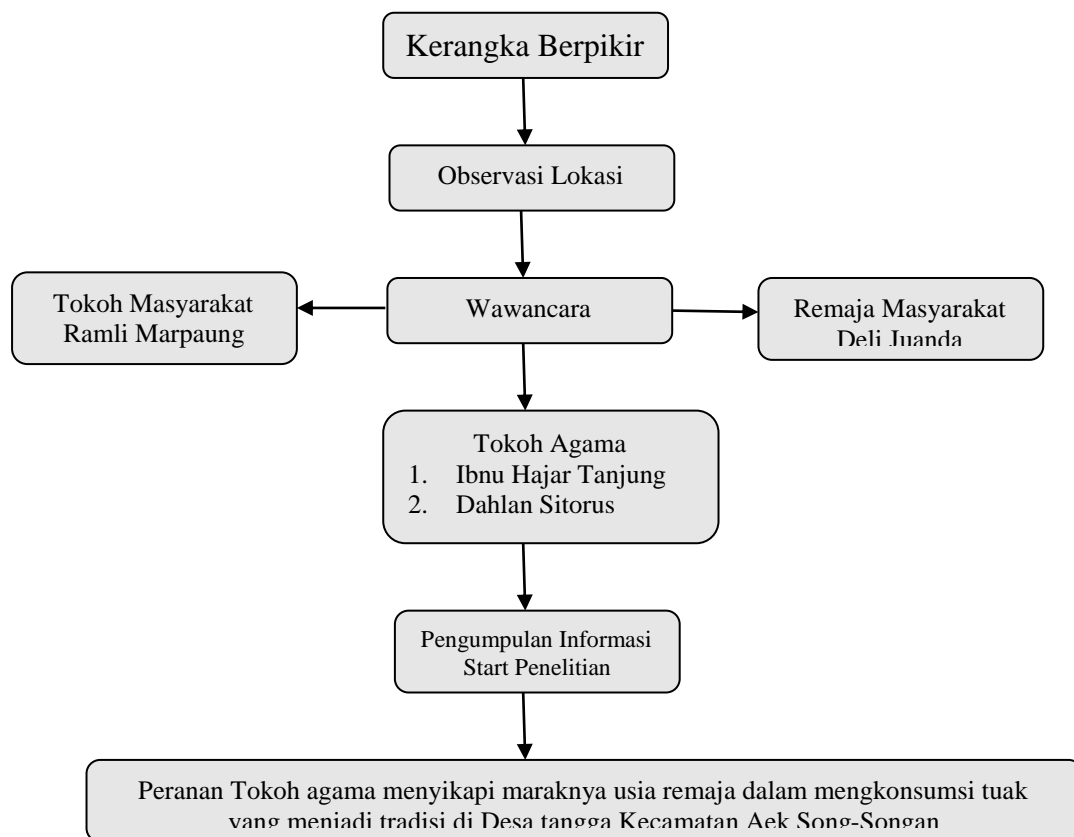 Kerangka Berpikir
Observasi Lokasi
Wawancara
Tokoh Masyarakat
Ramli Marpaung
Remaja Masyarakat
Deli Juanda
Tokoh Agama
1. Ibnu Hajar Tanjung
2. Dahlan Sitorus
Pengumpulan Informasi
Start Penelitian
Peranan Tokoh agama menyikapi maraknya usia remaja dalam mengkonsumsi tuak
yang menjadi tradisi di Desa tangga Kecamatan Aek Song-Songan